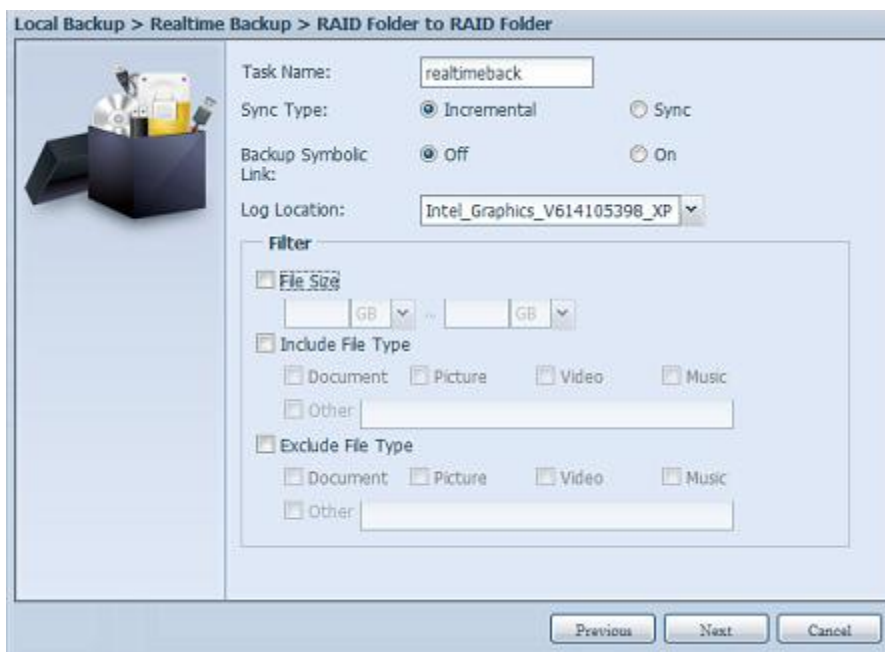 Local Backup > Realtime Backup > RAID Folder to RAID Folder
Task Name: realtimeback
Sync Type: Incremental Sync
Backup Symbolic Link: Off On
Log Location: Intel_Graphics_V614105398_XP
Filter
File Size
GB ~ GB
Include File Type
Document Picture Video Music
Other
Exclude File Type
Document Picture Video Music
Other
Previous Next Cancel